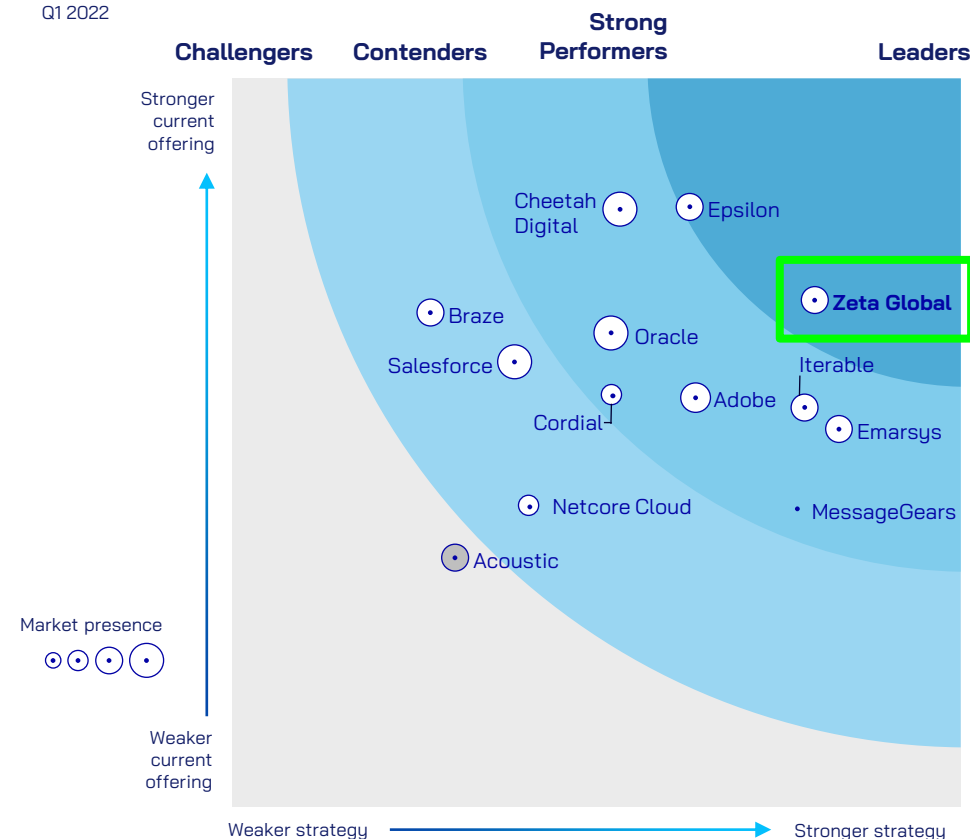 Q1 2022
Challengers
Contenders
Strong
Performers
Leaders
Stronger
current
offering
Cheetah
Digital
Epsilon
Zeta Global
Braze
Oracle
Salesforce
Iterable
Cordial
Adobe
Emarsys
Netcore Cloud
MessageGears
Acoustic
Market presence
Weaker
current
offering
Weaker strategy
Stronger strategy